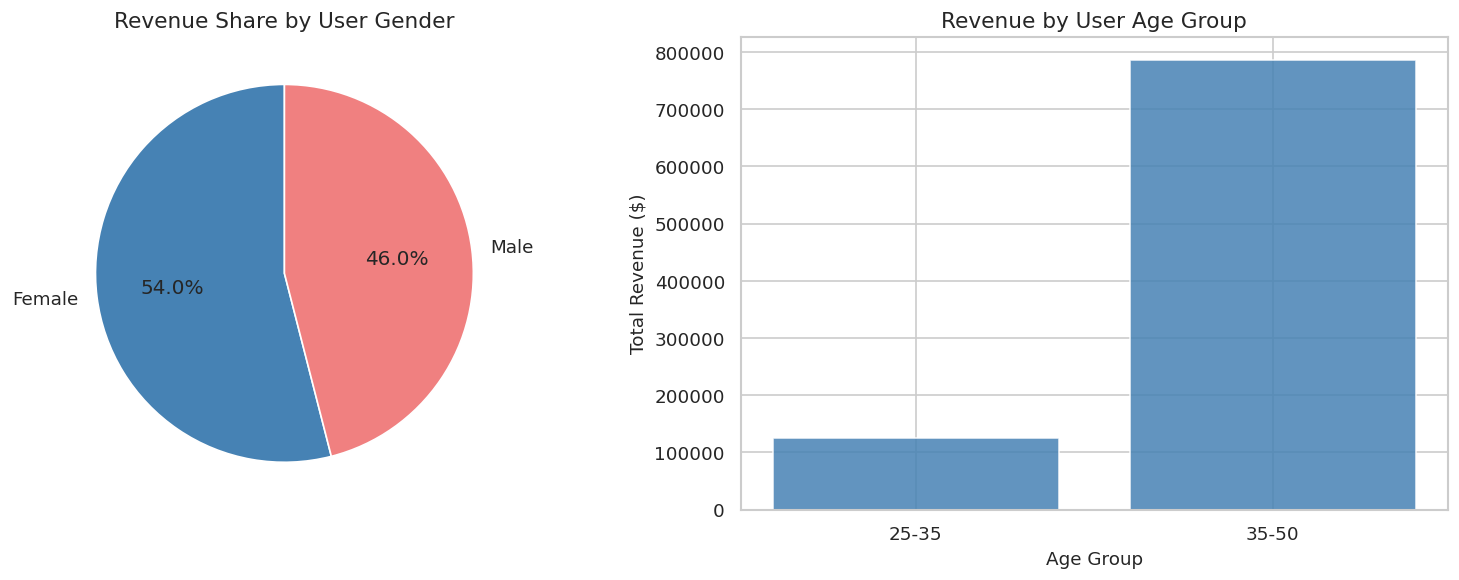 Revenue Share by User Gender
Female
54.0%
46.0%
Male
Revenue by User Age Group
Total Revenue ($)
800000
700000
600000
500000
400000
300000
200000
100000
0
25-35
35-50
Age Group